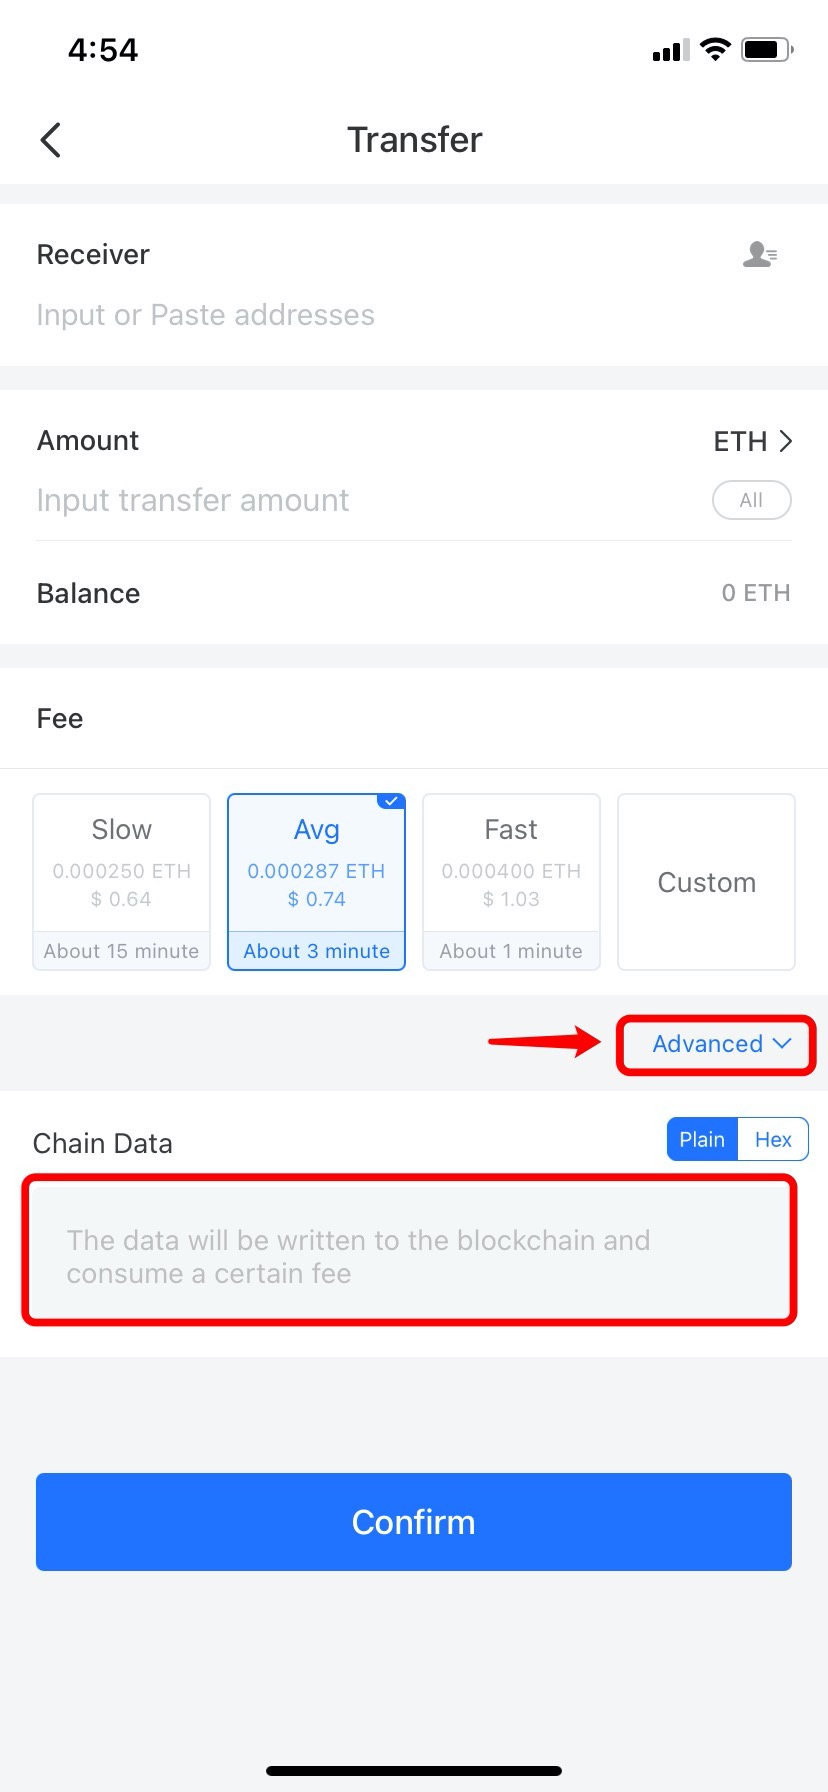 4:54
Transfer
Receiver
Input or Paste addresses
Amount
ETH
Input transfer amount
All
Balance
0 ETH
Fee
Slow
0.000250 ETH
$ 0.64
About 15 minute
Avg
0.000287 ETH
$ 0.74
About 3 minute
Fast
0.000400 ETH
$ 1.03
About 1 minute
Custom
Advanced
Chain Data
Plain
Hex
The data will be written to the blockchain and
consume a certain fee
Confirm